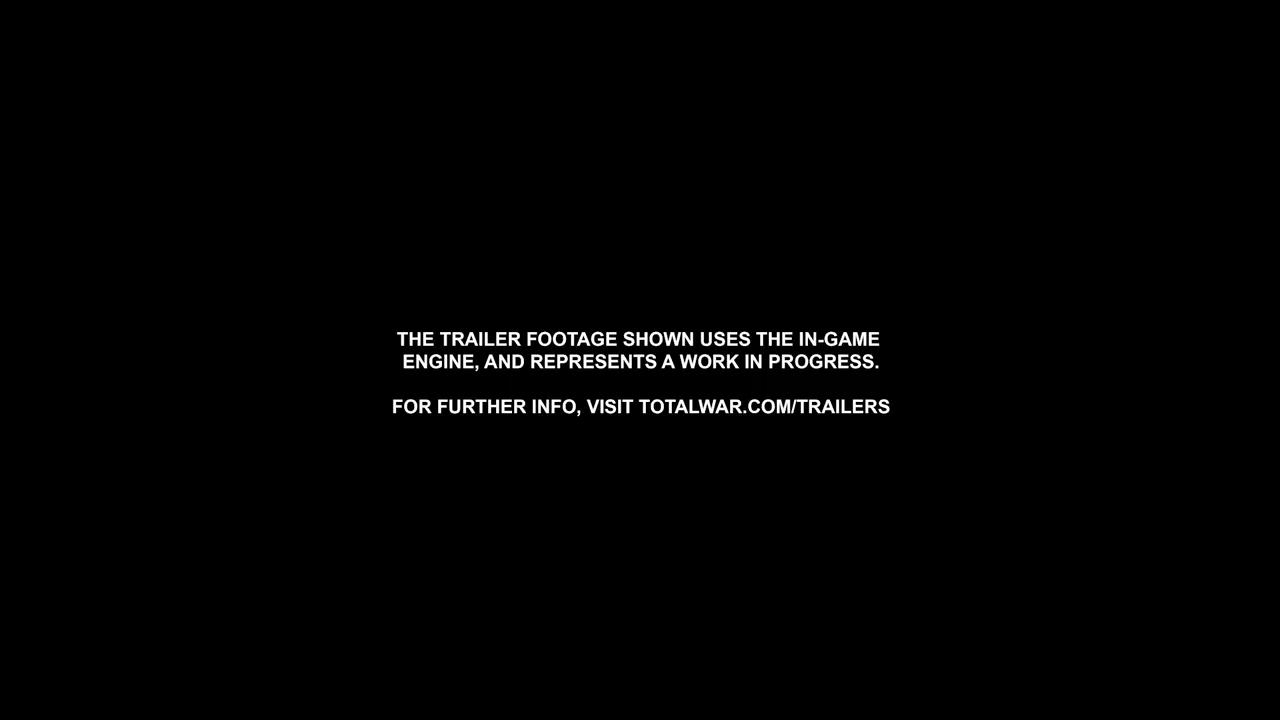 THE TRAILER FOOTAGE SHOWN USES THE IN-GAME
ENGINE, AND REPRESENTS A WORK IN PROGRESS.
FOR FURTHER INFO, VISIT TOTALWAR.COM/TRAILERS